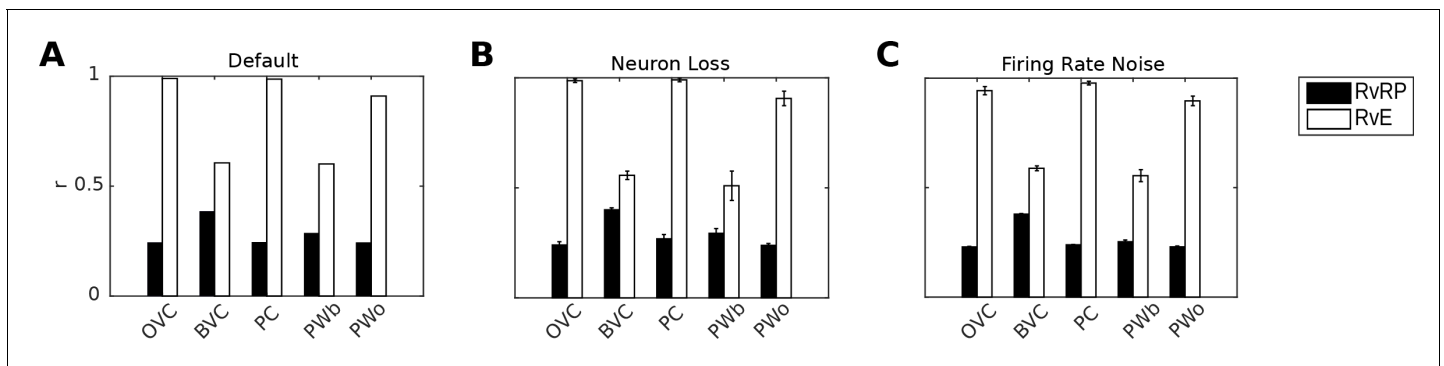 A
Default
1
r 0.5
0
OVC BVC PC PWb PWo
B
Neuron Loss
OVC BVC PC PWb PWo
C
Firing Rate Noise
OVC BVC PC PWb PWo
RvRP
RvE